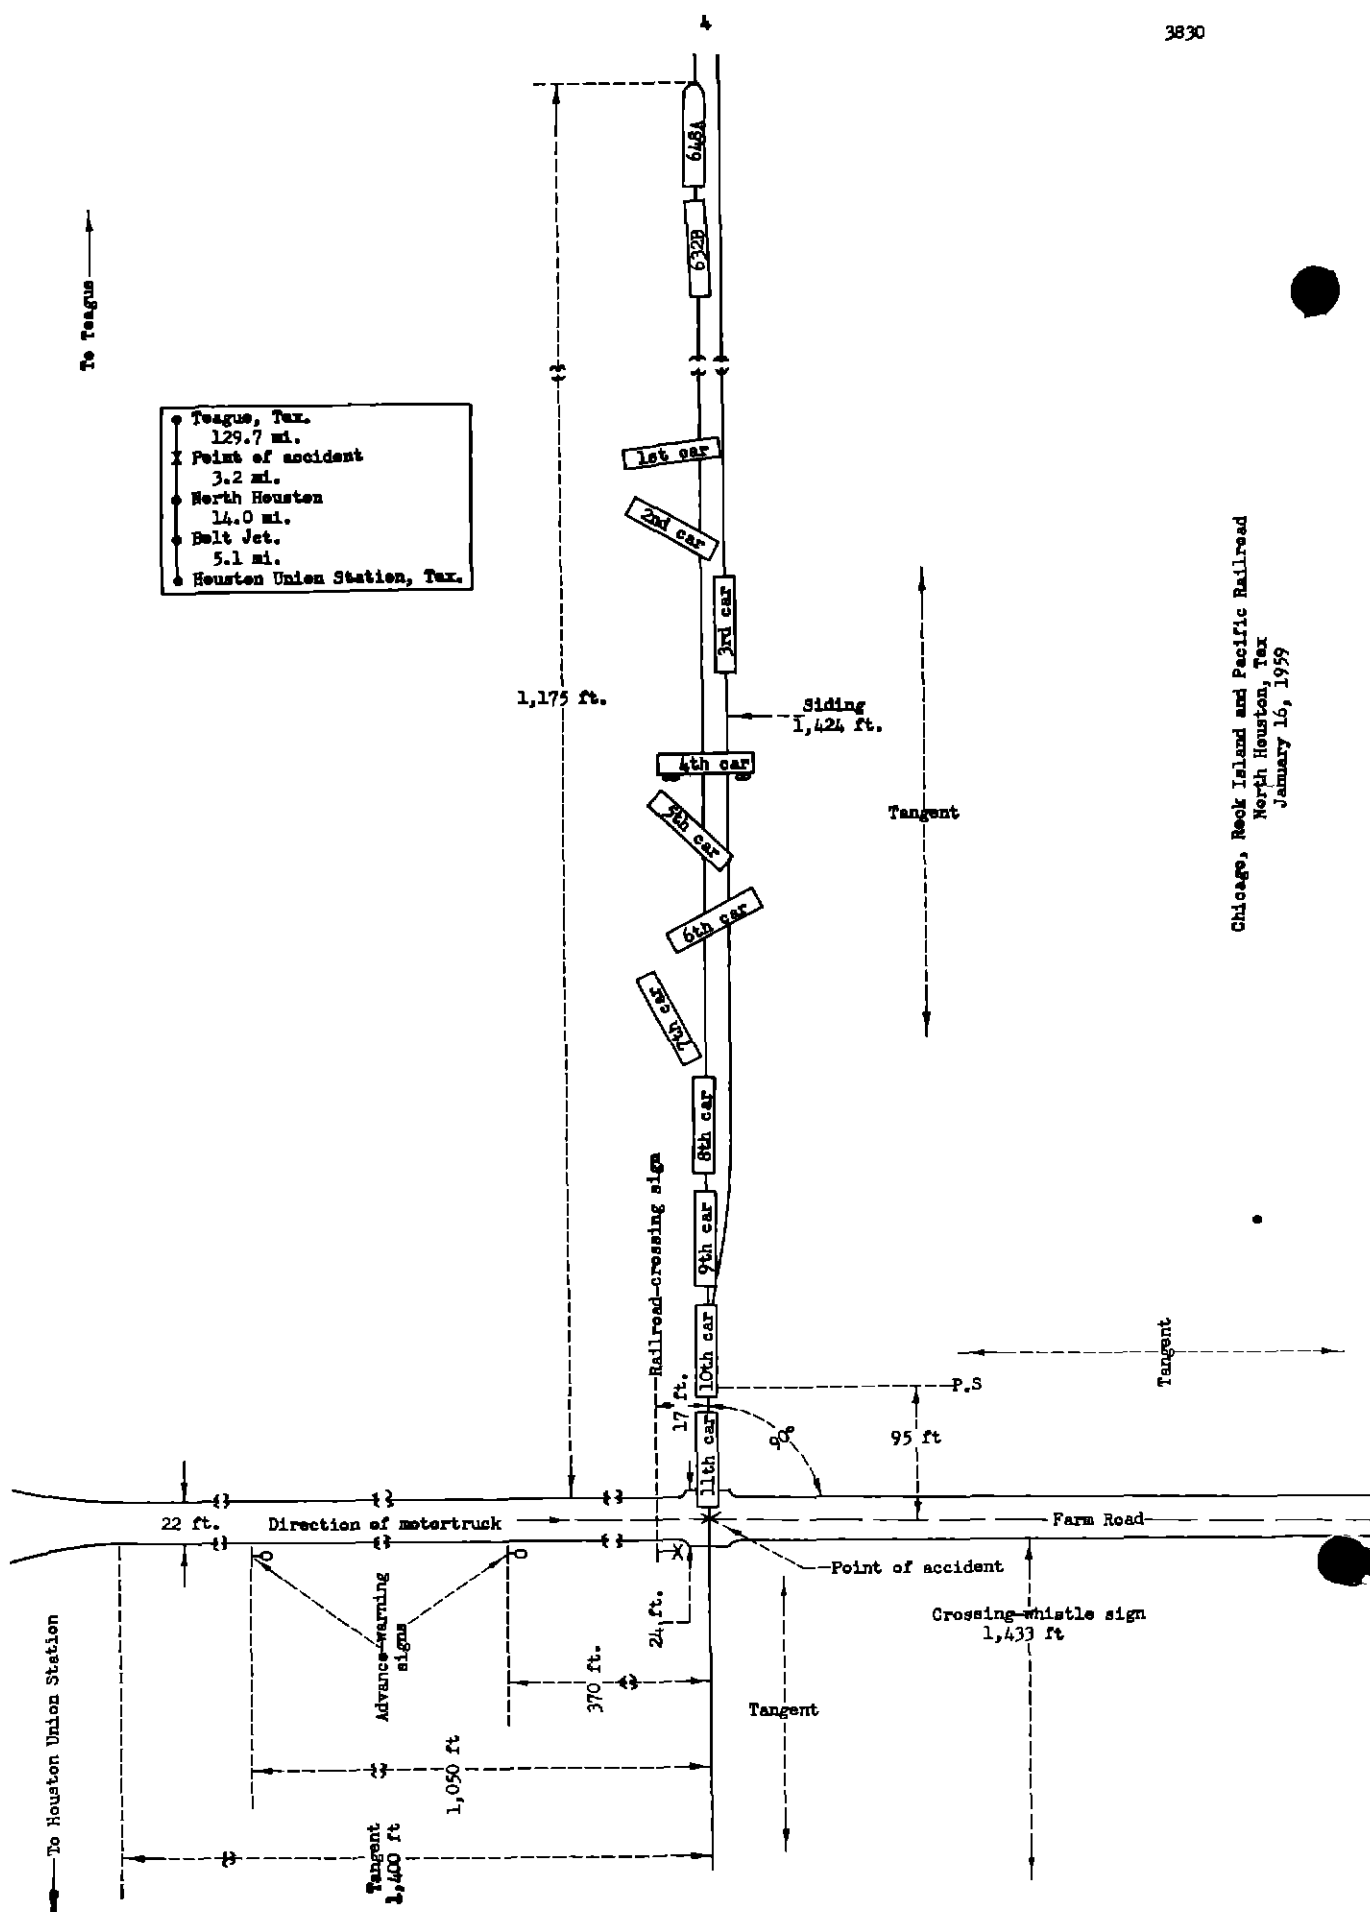 4
3830
To Teague
648A
632B
Teague, Tex.
129.7 mi.
Point of accident
3.2 mi.
North Houston
14.0 mi.
Belt Jct.
5.1 mi.
Houston Union Station, Tex.
1st car
2nd car
3rd car
1,175 ft.
Siding
1,424 ft.
4th car
5th car
Tangent
6th car
7th car
Chicago, Rock Island and Pacific Railroad
North Houston, Tex
January 16, 1959
8th car
Railroad-crossing sign
9th car
10th car
Tangent
P.S
17 ft.
90°
95 ft
11th car
22 ft.
Direction of motortruck
Farm Road
Point of accident
Advance-warning
signs
24 ft.
Crossing-whistle sign
1,433 ft
To Houston Union Station
370 ft.
Tangent
1,050 ft
Tangent
1,400 ft